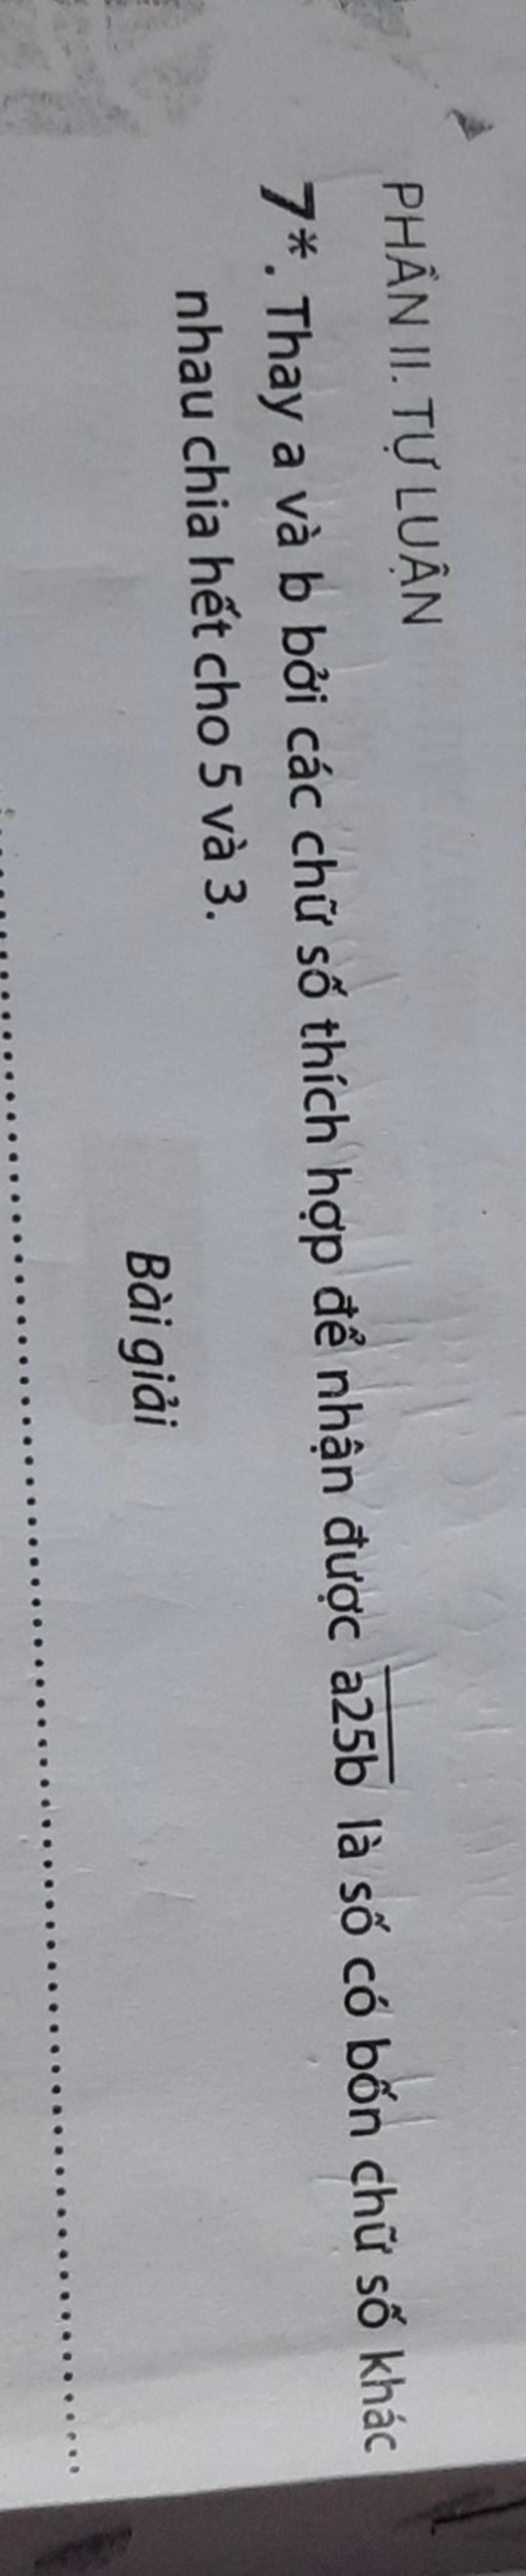 PHẦN II. TỰ LUẬN
7*. Thay a và b bởi các chữ số thích hợp để nhận được a25b là số có bốn chữ số khác
nhau chia hết cho 5 và 3.
Bài giải